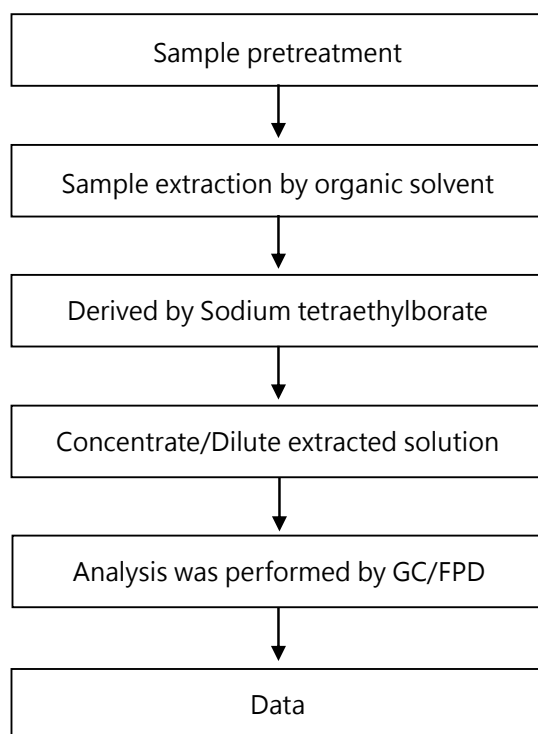 Sample pretreatment
Sample extraction by organic solvent
Derived by Sodium tetraethylborate
Concentrate/Dilute extracted solution
Analysis was performed by GC/FPD
Data